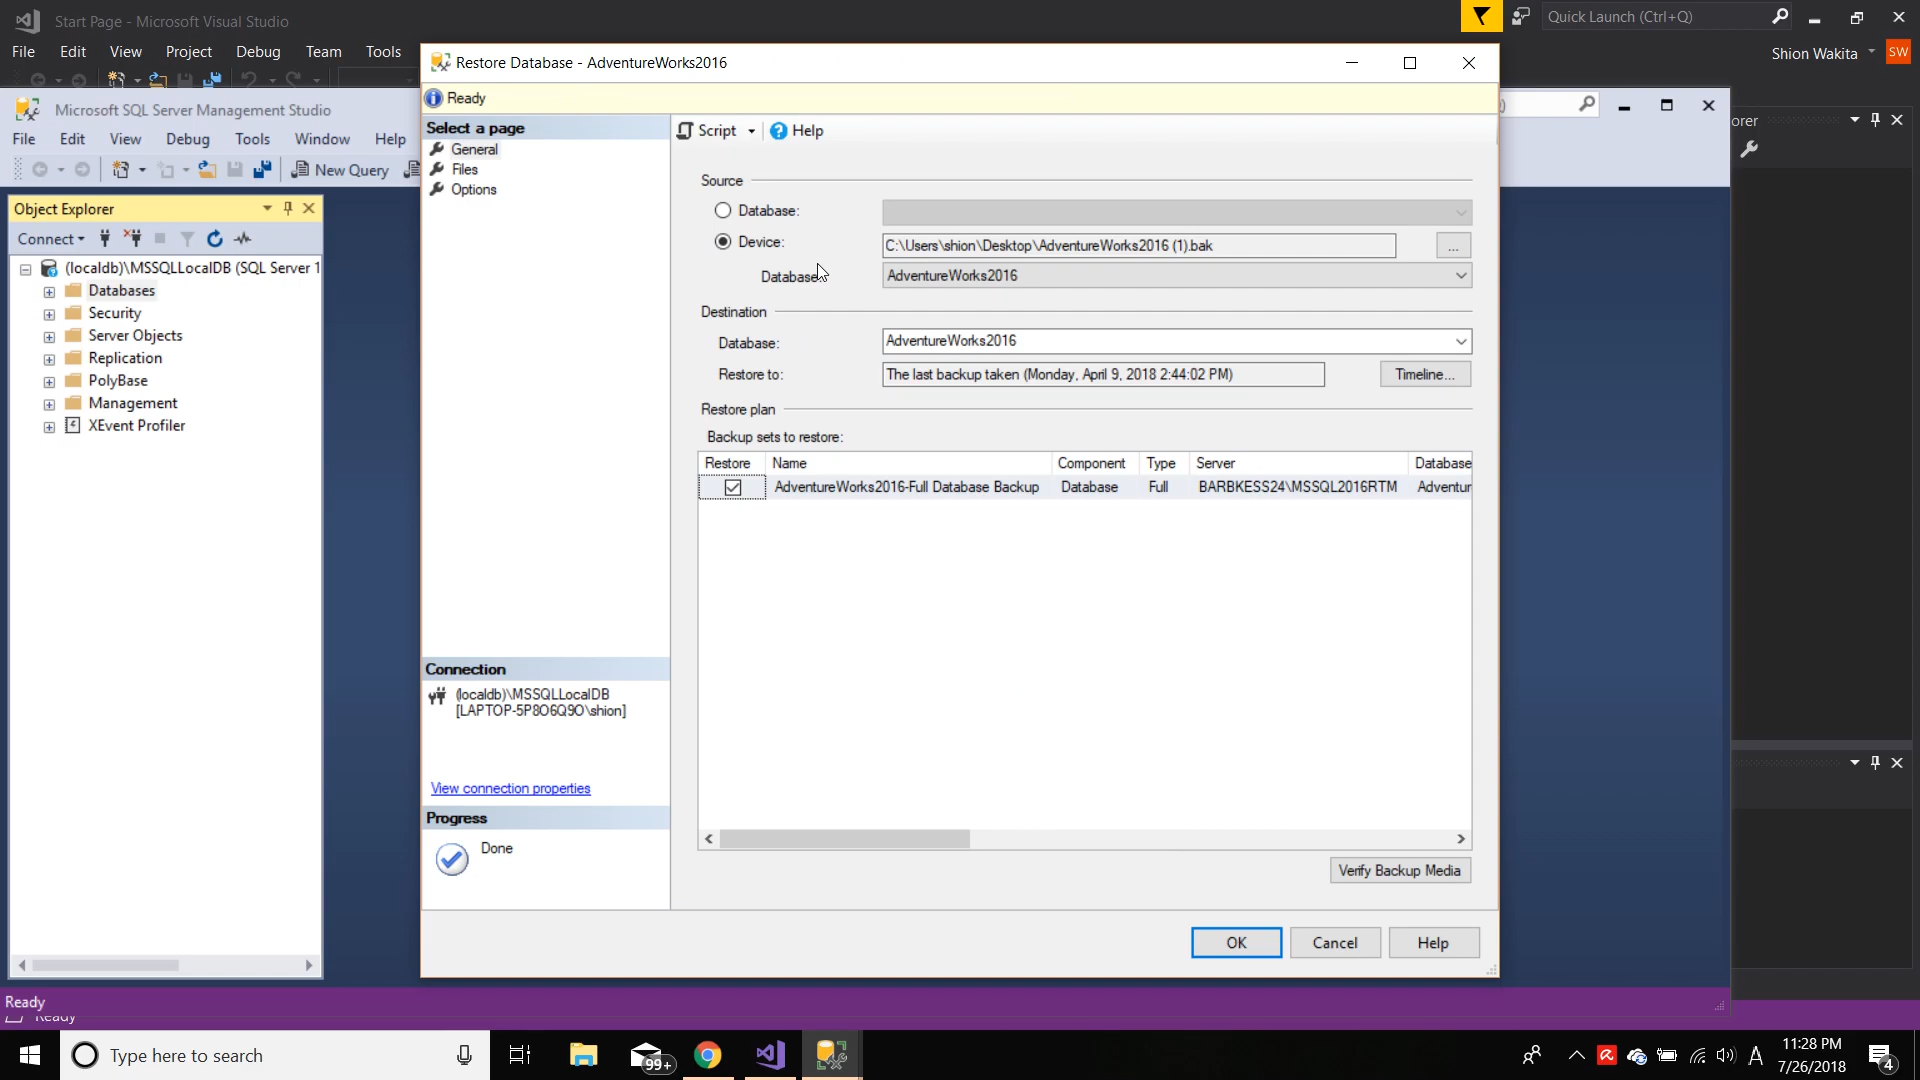 Start Page - Microsoft Visual Studio
Quick Launch (Ctrl+Q)
File Edit View Project Debug Team Tools
Shion Wakita SW
Restore Database - AdventureWorks2016
Ready
Microsoft SQL Server Management Studio
File Edit View Debug Tools Window Help
New Query
Object Explorer
Connect
(localdb)\MSSQLLocalDB (SQL Server 1
Databases
Security
Server Objects
Replication
PolyBase
Management
XEvent Profiler
Select a page
General
Files
Options
Script Help
Source
Database:
Device: C:\Users\shion\Desktop\AdventureWorks2016 (1).bak ...
Database AdventureWorks2016
Destination
Database: AdventureWorks2016
Restore to: The last backup taken (Monday, April 9, 2018 2:44:02 PM) Timeline...
Restore plan
Backup sets to restore:
Restore Name Component Type Server Database
AdventureWorks2016-Full Database Backup Database Full BARBKESS24\MSSQL2016RTM Adventur
Connection
(localdb)\MSSQLLocalDB
[LAPTOP-5P8O6Q9O\shion]
View connection properties
Progress
Done
Verify Backup Media
OK Cancel Help
orer
Ready
Ready
Type here to search
99+
A
11:28 PM
7/26/2018
4